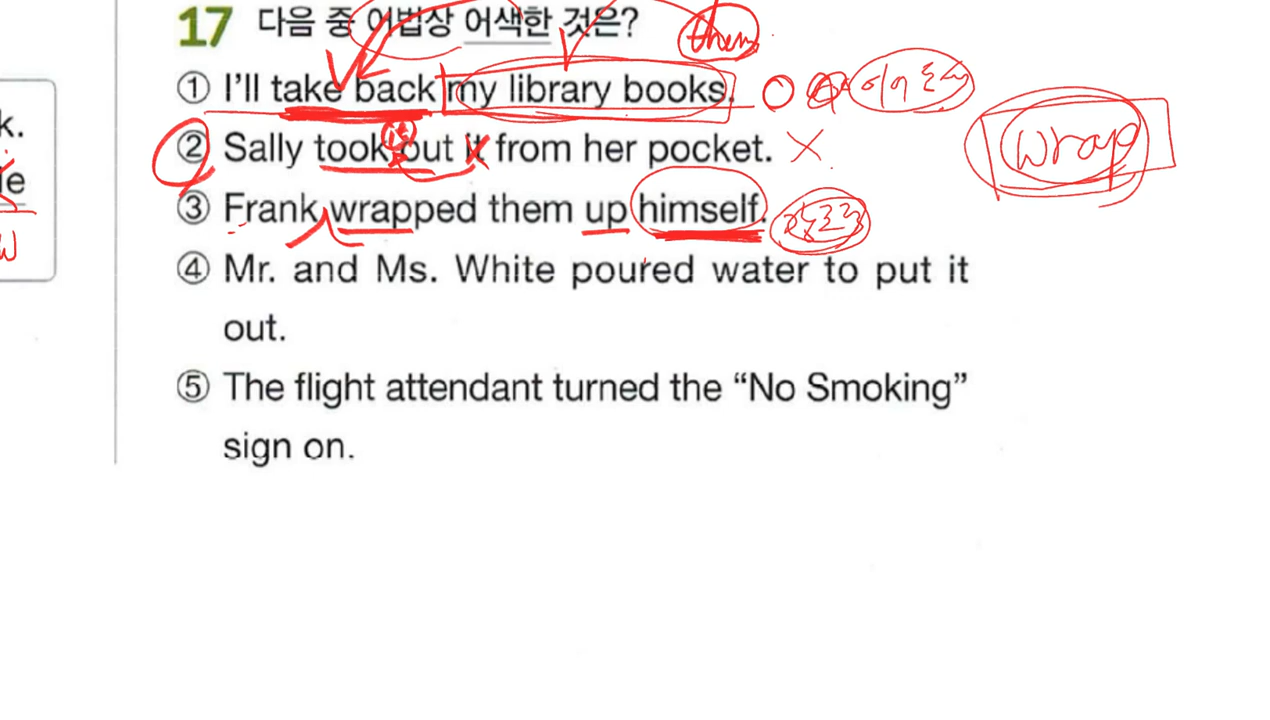 17 다음 중 어법상 어색한 것은?
them
① I'll take back my library books.
k.
② Sally took out it from her pocket.
it
wrap
e
③ Frank wrapped them up himself.
w
④ Mr. and Ms. White poured water to put it
out.
⑤ The flight attendant turned the “No Smoking”
sign on.